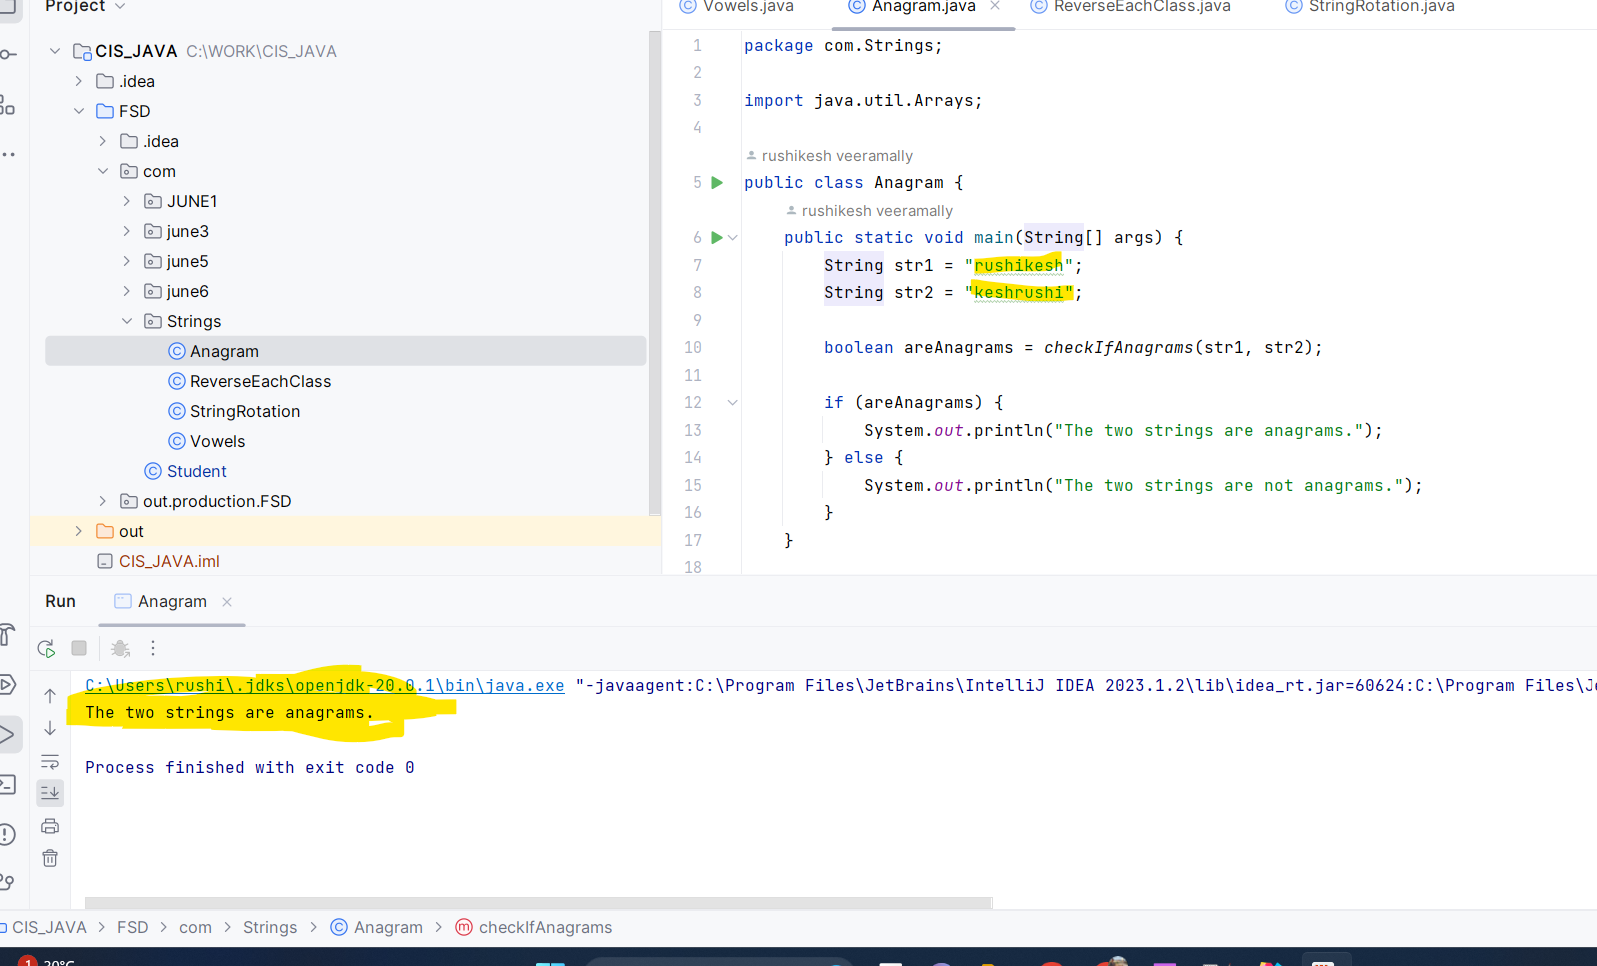 Project
Vowels.java
Anagram.java
ReverseEachClass.java
StringRotation.java
CIS_JAVA C:\WORK\CIS_JAVA
.idea
FSD
.idea
com
JUNE1
june3
june5
june6
Strings
Anagram
ReverseEachClass
StringRotation
Vowels
Student
out.production.FSD
out
CIS_JAVA.iml
1 package com.Strings;
2
3 import java.util.Arrays;
4
rushikesh veeramally
5 public class Anagram {
rushikesh veeramally
6 public static void main(String[] args) {
7 String str1 = "rushikesh";
8 String str2 = "keshrushi";
9
10 boolean areAnagrams = checkIfAnagrams(str1, str2);
11
12 if (areAnagrams) {
13 System.out.println("The two strings are anagrams.");
14 } else {
15 System.out.println("The two strings are not anagrams.");
16 }
17 }
18
Run Anagram
C:\Users\rushi\.jdks\openjdk-20.0.1\bin\java.exe "-javaagent:C:\Program Files\JetBrains\IntelliJ IDEA 2023.1.2\lib\idea_rt.jar=60624:C:\Program Files\Je
The two strings are anagrams.
Process finished with exit code 0
CIS_JAVA > FSD > com > Strings > Anagram > checkIfAnagrams
1